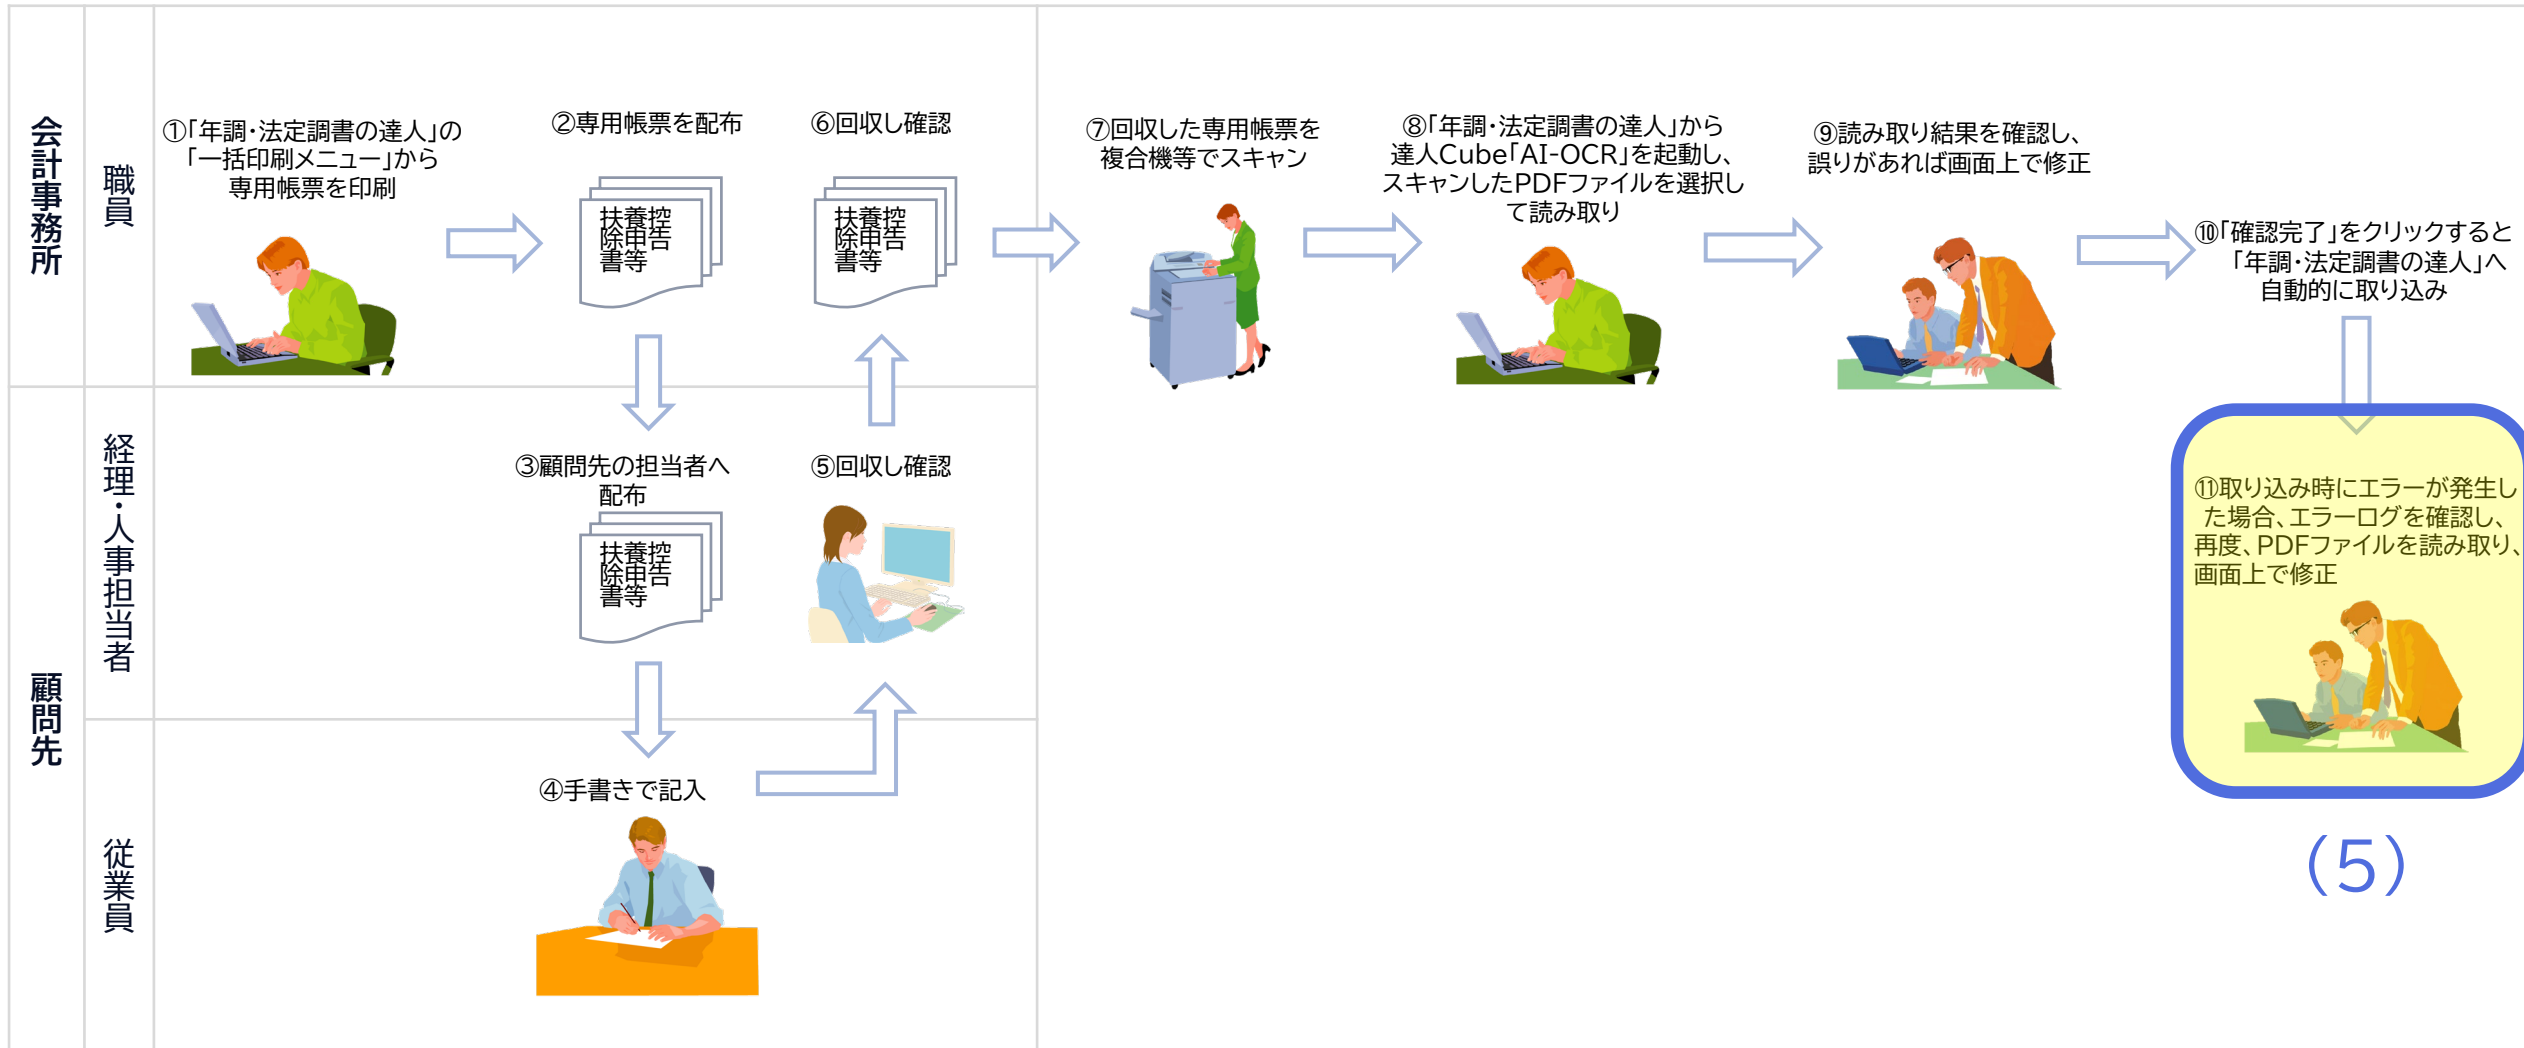 会計事務所
職員
①「年調・法定調書の達人」の
「一括印刷メニュー」から
専用帳票を印刷
②専用帳票を配布
扶養控
除申告
書等
⑥回収し確認
扶養控
除申告
書等
⑦回収した専用帳票を
複合機等でスキャン
⑧「年調・法定調書の達人」から
達人Cube「AI-OCR」を起動し、
スキャンしたPDFファイルを選択し
て読み取り
⑨読み取り結果を確認し、
誤りがあれば画面上で修正
⑩「確認完了」をクリックすると
「年調・法定調書の達人」へ
自動的に取り込み
顧問先
経理・人事担当者
③顧問先の担当者へ
配布
扶養控
除申告
書等
⑤回収し確認
⑪取り込み時にエラーが発生し
た場合、エラーログを確認し、
再度、PDFファイルを読み取り、
画面上で修正
従業員
④手書きで記入
（5）